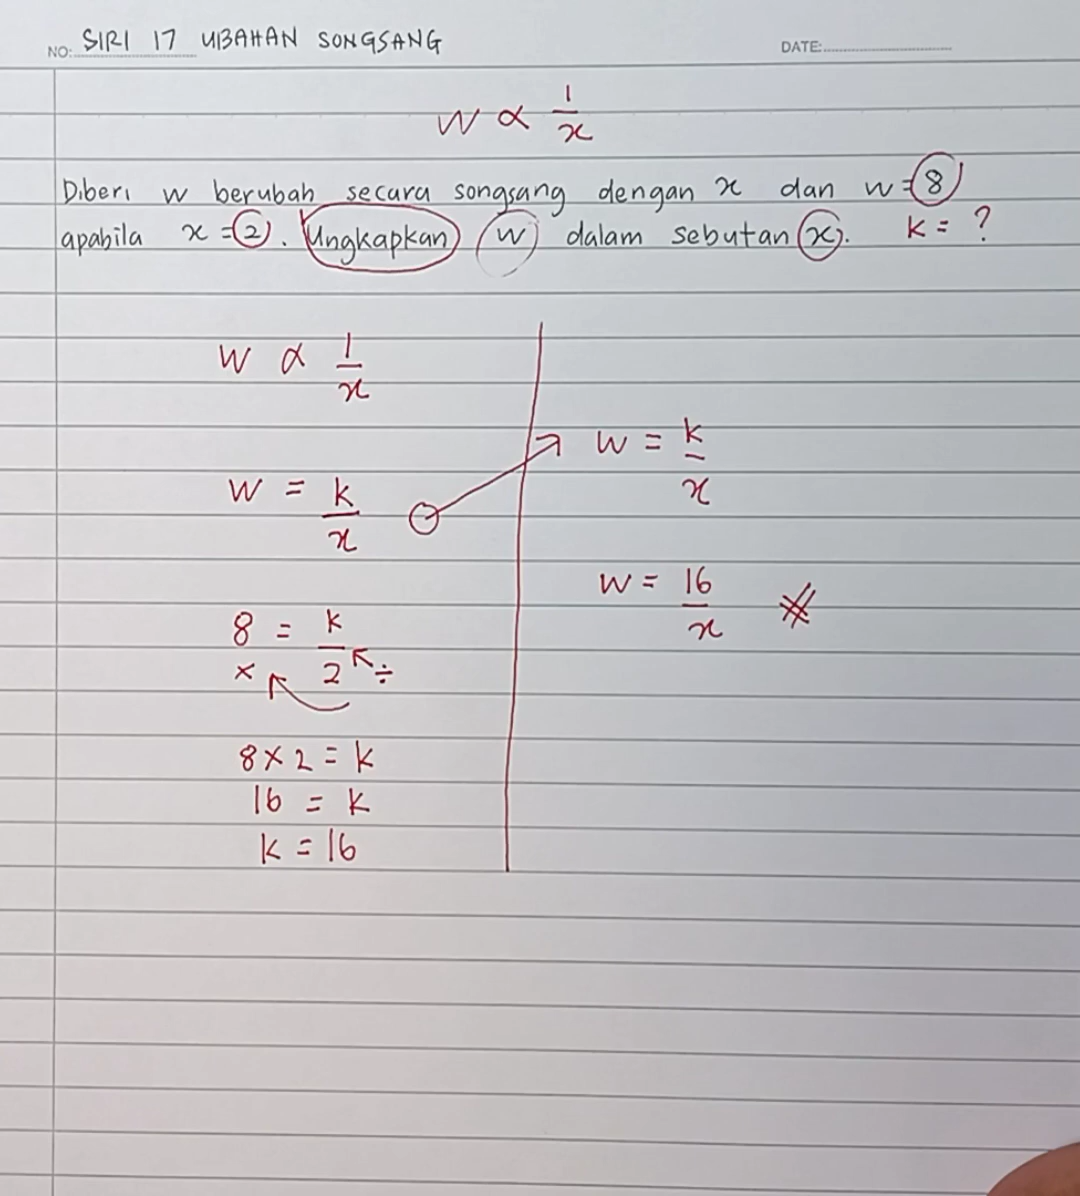 NO: SIRI 17 UBAHAN SONGSANG DATE:
w ∝ 1/x
Diberi w berubah secara songsang dengan x dan w = 8
apabila x = 2. Ungkapkan w dalam sebutan x. k = ?
w ∝ 1/x
w = k/x
8 = k/2 ÷
×
8 × 2 = k
16 = k
k = 16
w = k/x
w = 16/x